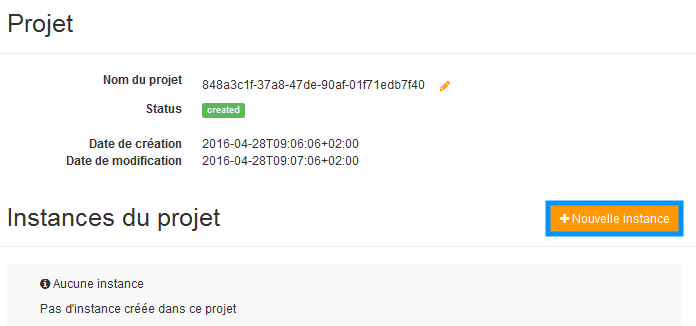 Projet
Nom du projet 848a3c1f-37a8-47de-90af-01f71edb7f40
Status created
Date de création 2016-04-28T09:06:06+02:00
Date de modification 2016-04-28T09:07:06+02:00
Instances du projet
Nouvelle instance
Aucune instance
Pas d'instance créée dans ce projet